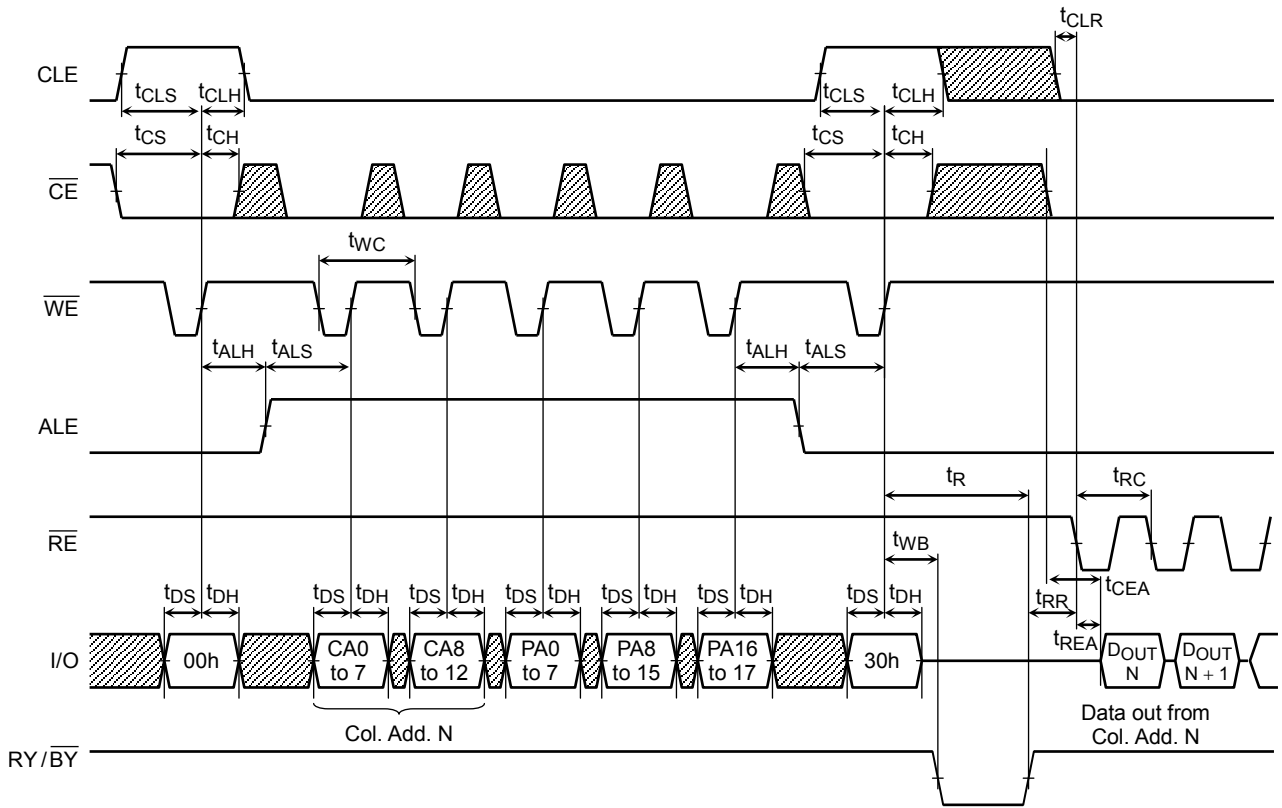 tCLR
CLE
tCLS tCLH tCLS tCLH
tCS tCH tCS tCH
CE
tWC
WE
tALH tALS tALH tALS
ALE
tR tRC
RE
tWB
tCEA
tDS tDH tDS tDH tDS tDH tDS tDH tDS tDH tDS tDH tDS tDH tRR
tREA
I/O 00h CA0 to 7 CA8 to 12 PA0 to 7 PA8 to 15 PA16 to 17 30h DOUT N DOUT N + 1
Col. Add. N
Data out from
Col. Add. N
RY/BY